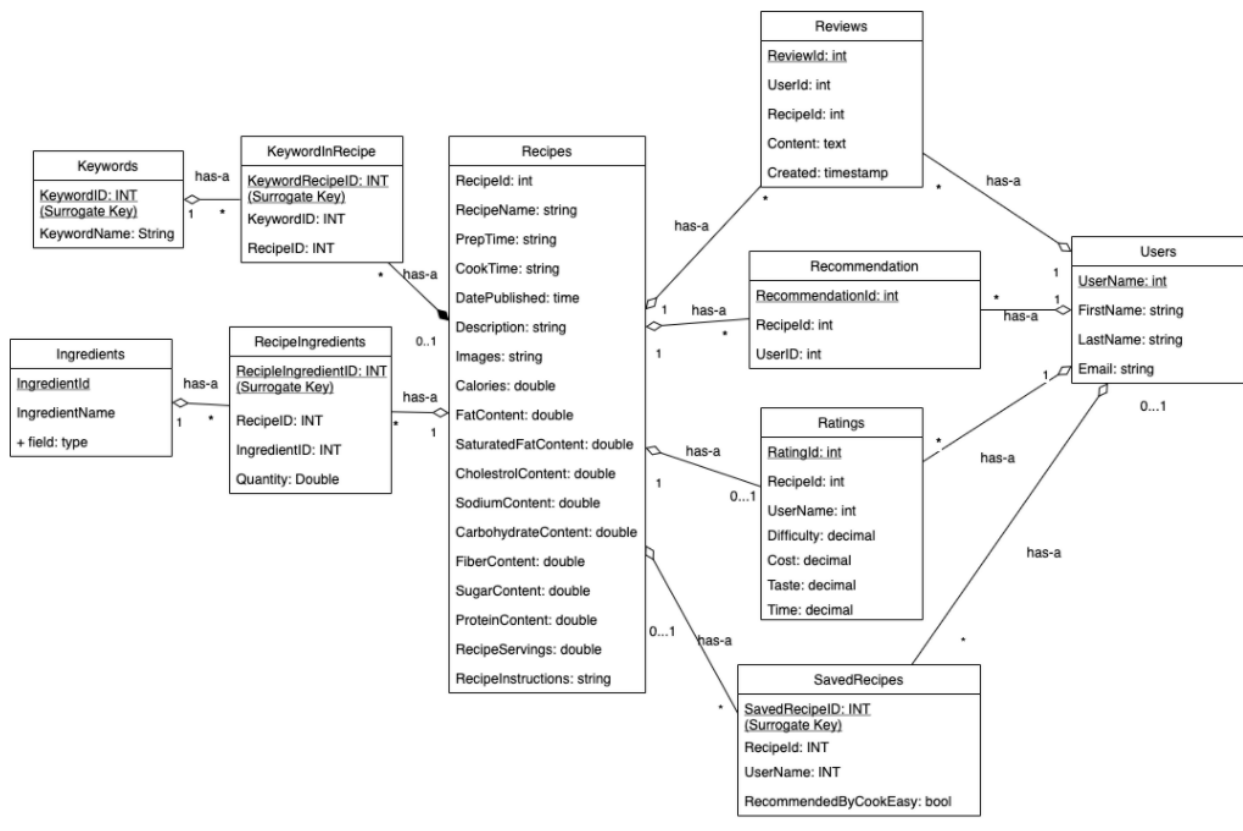 Keywords
KeywordID: INT
(Surrogate Key)
KeywordName: String
has-a
1
*
KeywordInRecipe
KeywordRecipeID: INT
(Surrogate Key)
KeywordID: INT
RecipeID: INT
*
has-a
0...1
Ingredients
IngredientId
IngredientName
+ field: type
has-a
1
*
RecipeIngredients
RecipleIngredientID: INT
(Surrogate Key)
RecipeID: INT
IngredientID: INT
Quantity: Double
has-a
*
1
Recipes
RecipeId: int
RecipeName: string
PrepTime: string
CookTime: string
DatePublished: time
Description: string
Images: string
Calories: double
FatContent: double
SaturatedFatContent: double
CholestrolContent: double
SodiumContent: double
CarbohydrateContent: double
FiberContent: double
SugarContent: double
ProteinContent: double
RecipeServings: double
RecipeInstructions: string
has-a
*
1
has-a
1
*
has-a
1
0...1
0...1
has-a
*
Reviews
ReviewId: int
UserId: int
RecipeId: int
Content: text
Created: timestamp
*
has-a
1
Recommendation
RecommendationId: int
RecipeId: int
UserID: int
*
has-a
1
Ratings
RatingId: int
RecipeId: int
UserName: int
Difficulty: decimal
Cost: decimal
Taste: decimal
Time: decimal
*
has-a
1
SavedRecipes
SavedRecipeID: INT
(Surrogate Key)
RecipeId: INT
UserName: INT
RecommendedByCookEasy: bool
*
has-a
0...1
Users
UserName: int
FirstName: string
LastName: string
Email: string